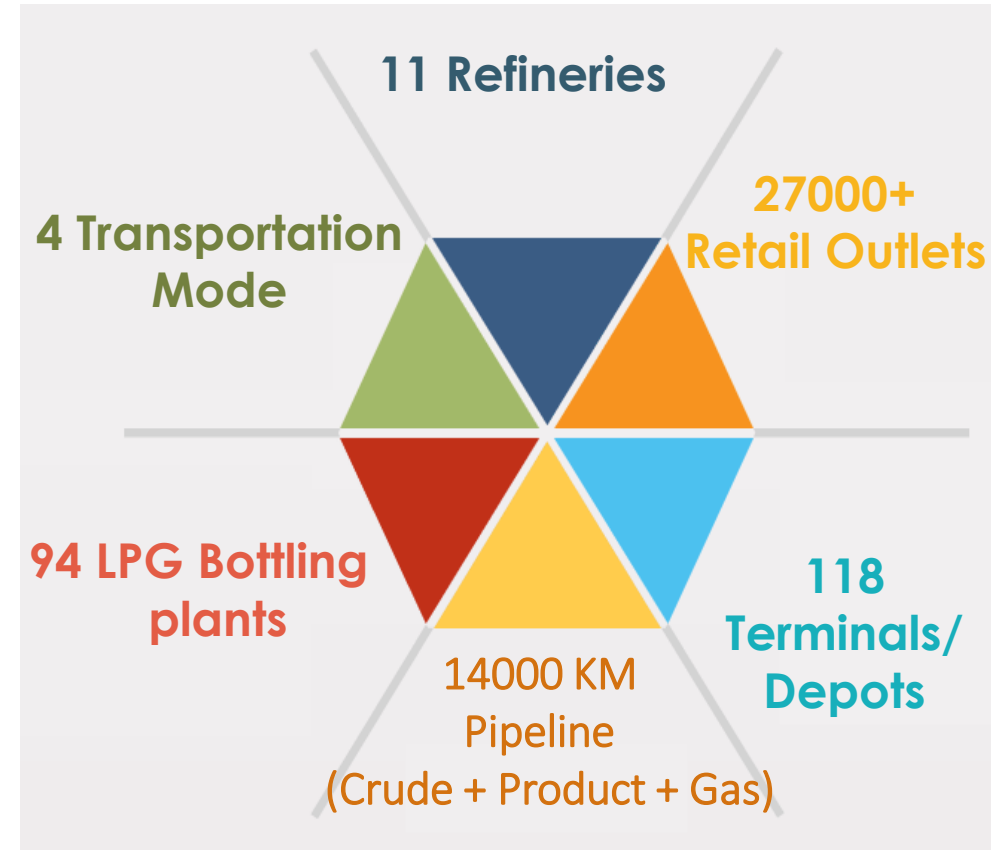 11 Refineries
27000+
Retail Outlets
4 Transportation
Mode
94 LPG Bottling
plants
118
Terminals/
Depots
14000 KM
Pipeline
(Crude + Product + Gas)